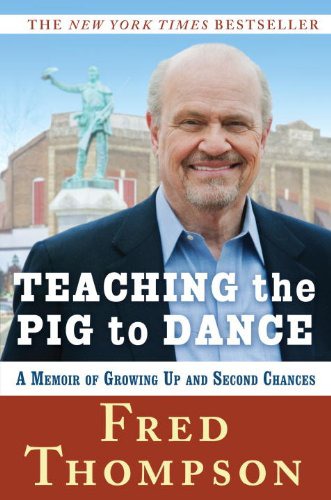 THE NEW YORK TIMES BESTSELLER
TEACHING the
PIG to DANCE
A MEMOIR OF GROWING UP AND SECOND CHANCES
FRED
THOMPSON